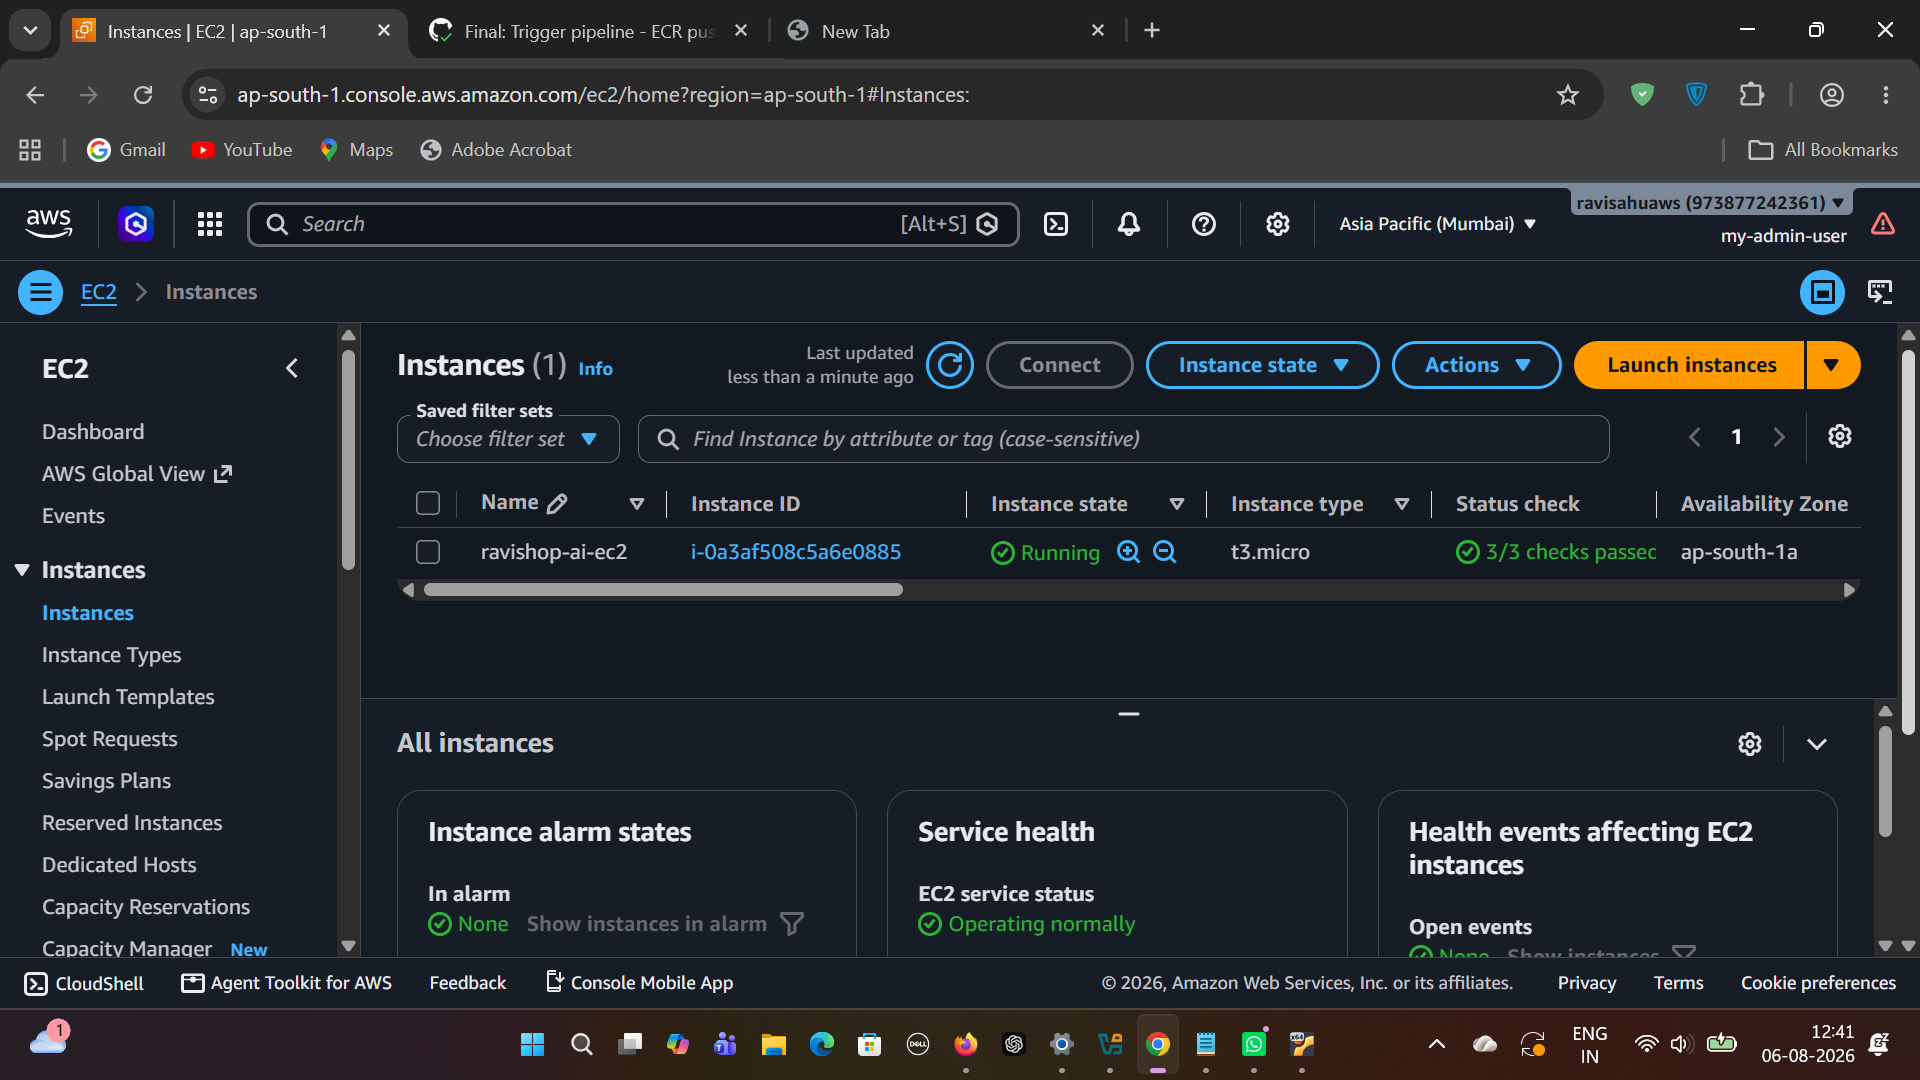 Instances | EC2 | ap-south-1
Final: Trigger pipeline - ECR pus
New Tab
ap-south-1.console.aws.amazon.com/ec2/home?region=ap-south-1#Instances:
Gmail
YouTube
Maps
Adobe Acrobat
All Bookmarks
aws
Search
[Alt+S]
Asia Pacific (Mumbai)
ravisahuaws (973877242361)
my-admin-user
EC2
Instances
EC2
Dashboard
AWS Global View
Events
Instances
Instances
Instance Types
Launch Templates
Spot Requests
Savings Plans
Reserved Instances
Dedicated Hosts
Capacity Reservations
Capacity Manager New
Instances (1) Info
Last updated
less than a minute ago
Connect
Instance state
Actions
Launch instances
Saved filter sets
Choose filter set
Find Instance by attribute or tag (case-sensitive)
1
Name
Instance ID
Instance state
Instance type
Status check
Availability Zone
ravishop-ai-ec2
i-0a3af508c5a6e0885
Running
t3.micro
3/3 checks passed
ap-south-1a
All instances
Instance alarm states
In alarm
None
Show instances in alarm
Service health
EC2 service status
Operating normally
Health events affecting EC2
instances
Open events
None
Show instances
CloudShell
Agent Toolkit for AWS
Feedback
Console Mobile App
© 2026, Amazon Web Services, Inc. or its affiliates.
Privacy
Terms
Cookie preferences
1
DELL
ENG
IN
12:41
06-08-2026